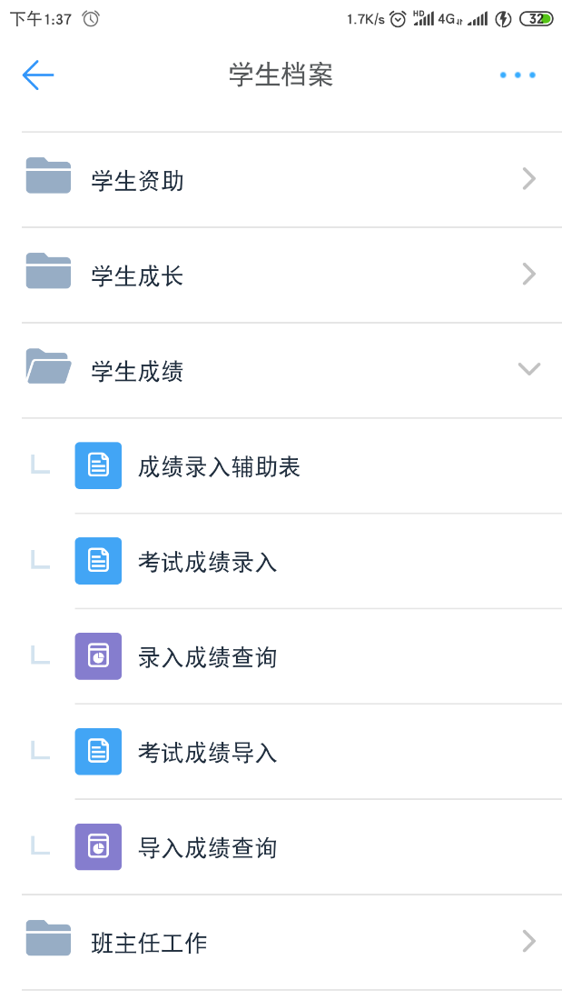 下午1:37 1.7K/s HD 4G 32
学生档案
学生资助
学生成长
学生成绩
成绩录入辅助表
考试成绩录入
录入成绩查询
考试成绩导入
导入成绩查询
班主任工作